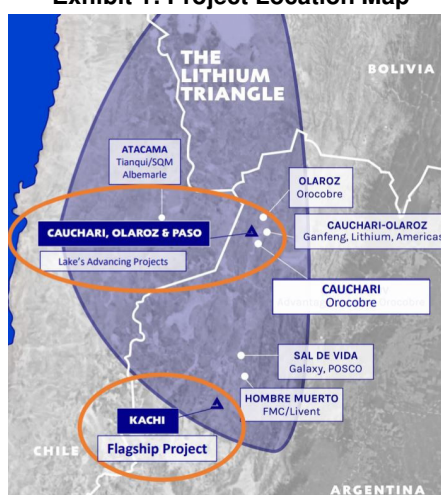 Exhibit 1: Project Location Map
THE
LITHIUM
TRIANGLE
BOLIVIA
ATACAMA
Tianqui/SQM
Albemarle
OLAROZ
Orocobre
CAUCHARI, OLAROZ & PASO
CAUCHARI-OLAROZ
Ganfeng, Lithium, Americas
Lake's Advancing Projects
CAUCHARI
Orocobre
SAL DE VIDA
Galaxy, POSCO
HOMBRE MUERTO
FMC/Livent
KACHI
Flagship Project
CHILE
ARGENTINA